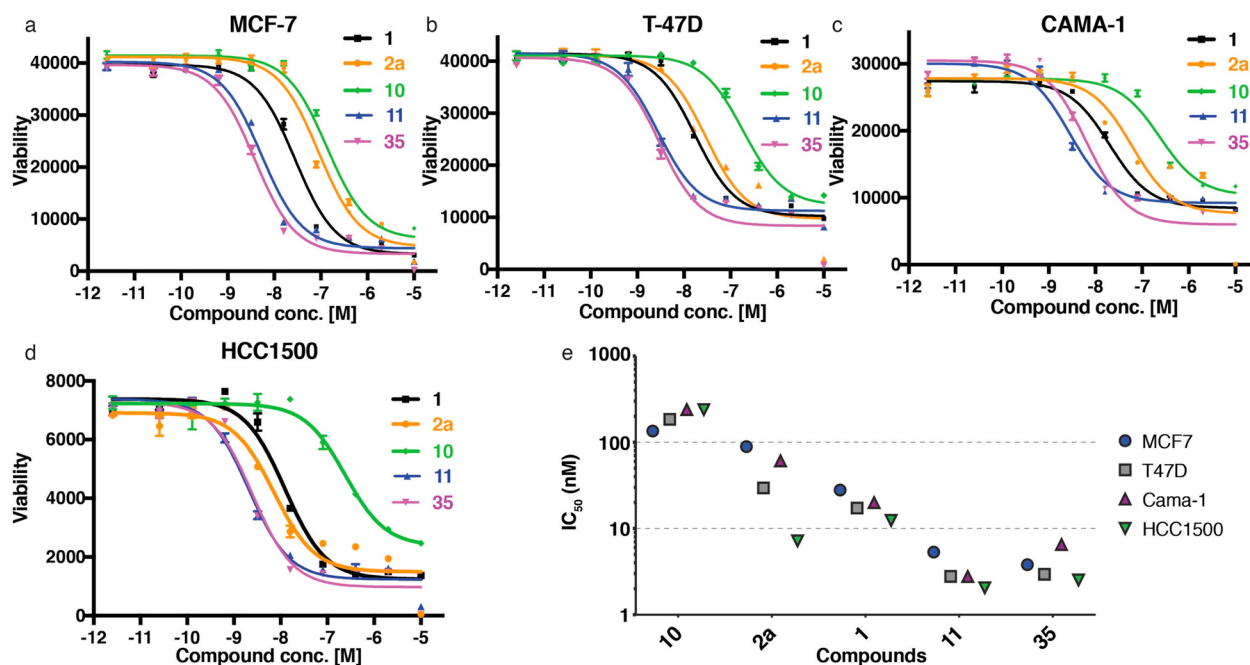 a
MCF-7
40000
30000
20000
10000
0
Viability
-12 -11 -10 -9 -8 -7 -6 -5
Compound conc. [M]
1
2a
10
11
35
b
T-47D
40000
30000
20000
10000
0
Viability
-12 -11 -10 -9 -8 -7 -6 -5
Compound conc. [M]
1
2a
10
11
35
c
CAMA-1
30000
20000
10000
0
Viability
-12 -11 -10 -9 -8 -7 -6 -5
Compound conc. [M]
1
2a
10
11
35
d
HCC1500
8000
6000
4000
2000
0
Viability
-12 -11 -10 -9 -8 -7 -6 -5
Compound conc. [M]
1
2a
10
11
35
e
1000
100
10
1
IC50 (nM)
10 2a 1 11 35
Compounds
MCF7
T47D
Cama-1
HCC1500